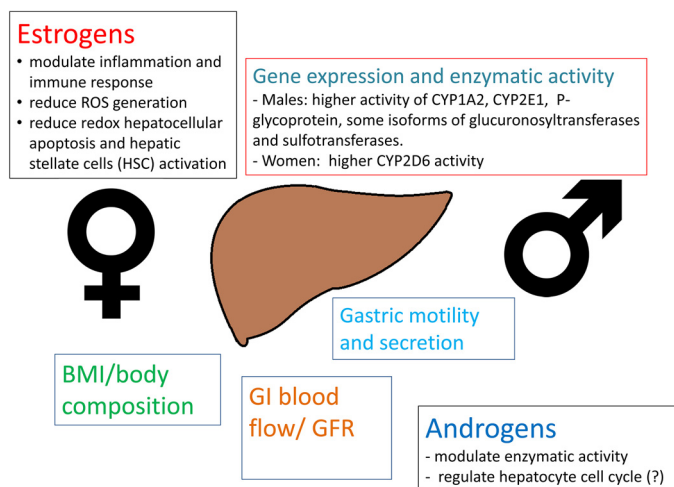 Estrogens
• modulate inflammation and
immune response
• reduce ROS generation
• reduce redox hepatocellular
apoptosis and hepatic
stellate cells (HSC) activation
Gene expression and enzymatic activity
- Males: higher activity of CYP1A2, CYP2E1, P-
glycoprotein, some isoforms of glucuronosyltransferases
and sulfotransferases.
- Women: higher CYP2D6 activity
Gastric motility
and secretion
BMI/body
composition
GI blood
flow/ GFR
Androgens
- modulate enzymatic activity
- regulate hepatocyte cell cycle (?)